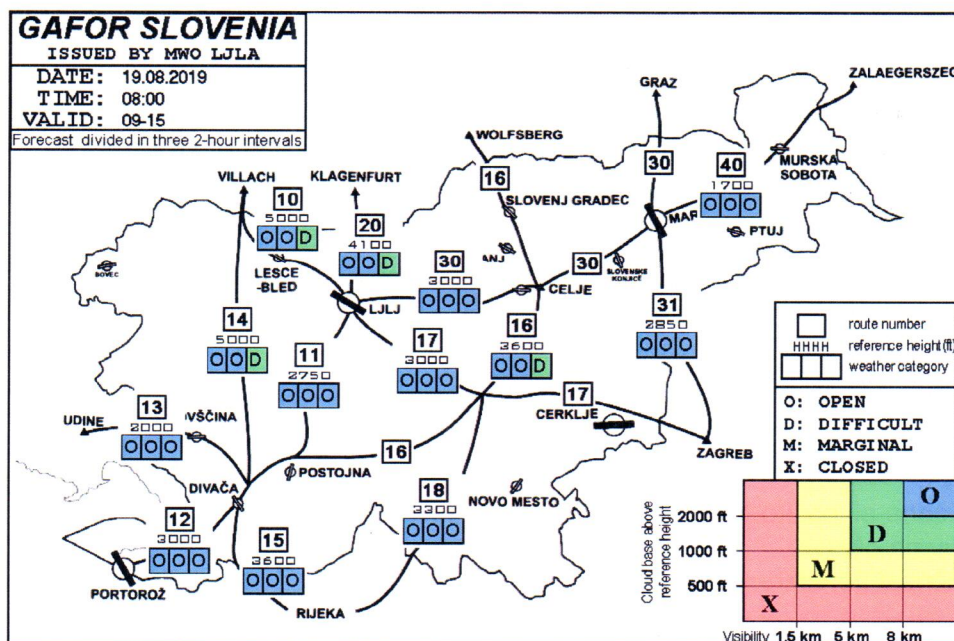 GAFOR SLOVENIA
ISSUED BY MWO LJLA
DATE: 19.08.2019
TIME: 08:00
VALID: 09-15
Forecast divided in three 2-hour intervals
ZALAEGERSZEG
GRAZ
WOLFSBERG
30
40
1700
O O O
MURSKA
SOBOTA
VILLACH
KLAGENFURT
16
SLOVENJ GRADEC
MAR
PTUJ
10
5000
O O D
20
4100
O O D
BOVEC
LESCE
-BLED
30
3000
O O O
ANJ
30
SLOVENSKE
KONJICE
CELJE
LJLJ
14
5000
O O D
11
2750
O O O
17
3000
O O O
16
3600
O O D
31
2850
O O O
route number
HHHH reference height(ft)
weather category
O: OPEN
D: DIFFICULT
M: MARGINAL
X: CLOSED
13
2000
O O O
UDINE
VŠČINA
17
CERKLJE
ZAGREB
16
POSTOJNA
DIVAČA
NOVO MESTO
18
3300
O O O
12
3000
O O O
PORTOROŽ
15
3600
O O O
RIJEKA
Cloud base above
reference height
2000 ft
1000 ft
500 ft
O
D
M
X
Visibility 1.5 km 5 km 8 km